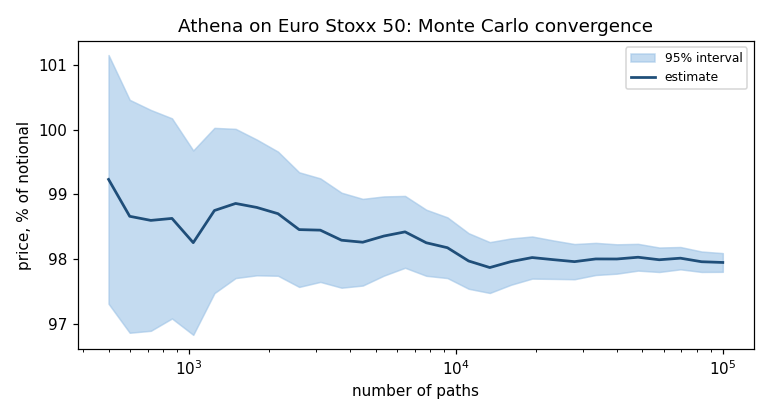 Athena on Euro Stoxx 50: Monte Carlo convergence
95% interval
estimate
101
100
99
98
97
price, % of notional
10³
10⁴
10⁵
number of paths